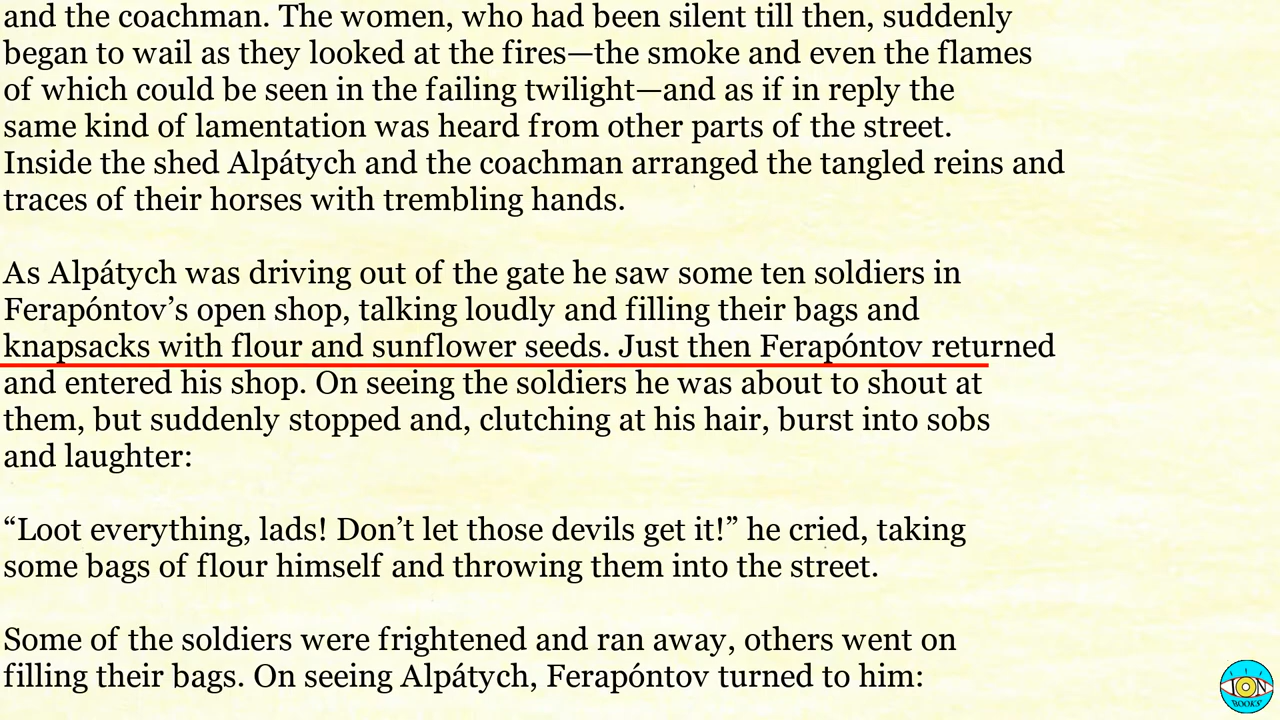 and the coachman. The women, who had been silent till then, suddenly
began to wail as they looked at the fires—the smoke and even the flames
of which could be seen in the failing twilight—and as if in reply the
same kind of lamentation was heard from other parts of the street.
Inside the shed Alpátych and the coachman arranged the tangled reins and
traces of their horses with trembling hands.
As Alpátych was driving out of the gate he saw some ten soldiers in
Ferapóntov’s open shop, talking loudly and filling their bags and
knapsacks with flour and sunflower seeds. Just then Ferapóntov returned
and entered his shop. On seeing the soldiers he was about to shout at
them, but suddenly stopped and, clutching at his hair, burst into sobs
and laughter:
“Loot everything, lads! Don’t let those devils get it!” he cried, taking
some bags of flour himself and throwing them into the street.
Some of the soldiers were frightened and ran away, others went on
filling their bags. On seeing Alpátych, Ferapóntov turned to him:
ION
BOOKS